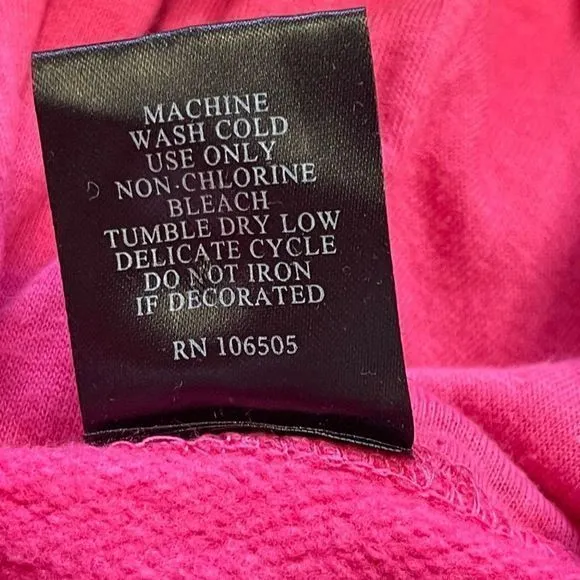 MACHINE
WASH COLD
USE ONLY
NON-CHLORINE
BLEACH
TUMBLE DRY LOW
DELICATE CYCLE
DO NOT IRON
IF DECORATED
RN 106505